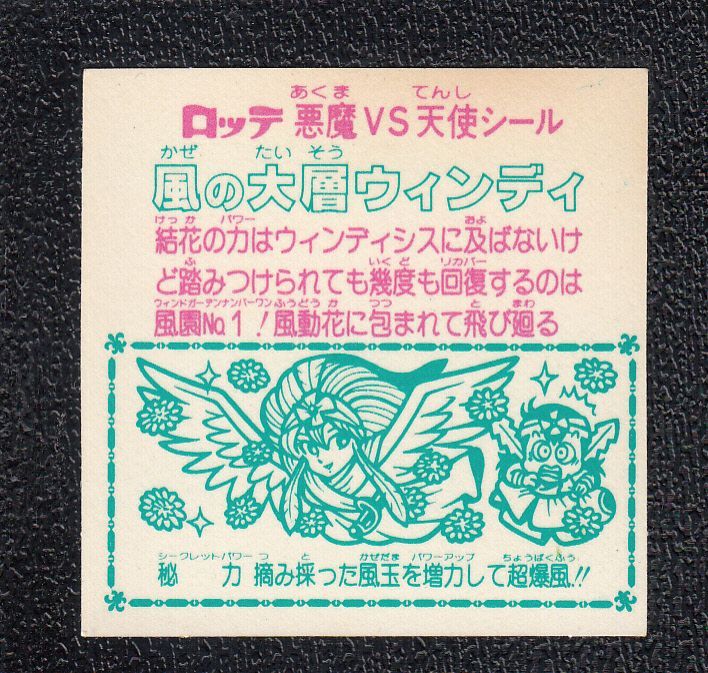 あくま てんし
ロッテ 悪魔VS天使シール
かぜ たいそう
風の大層ウィンディ
けっか パワー およ
結花の力はウィンディシスに及ばないけ
ふ いくど リカバー
ど踏みつけられても幾度も回復するのは
ウィンドガーデンナンバーワン ふうどうか つつ と まわ
風園No.1!風動花に包まれて飛び廻る
シークレットパワー つ と かぜだま パワーアップ ちょうばくふう
秘力 摘み採った風玉を増力して超爆風!!